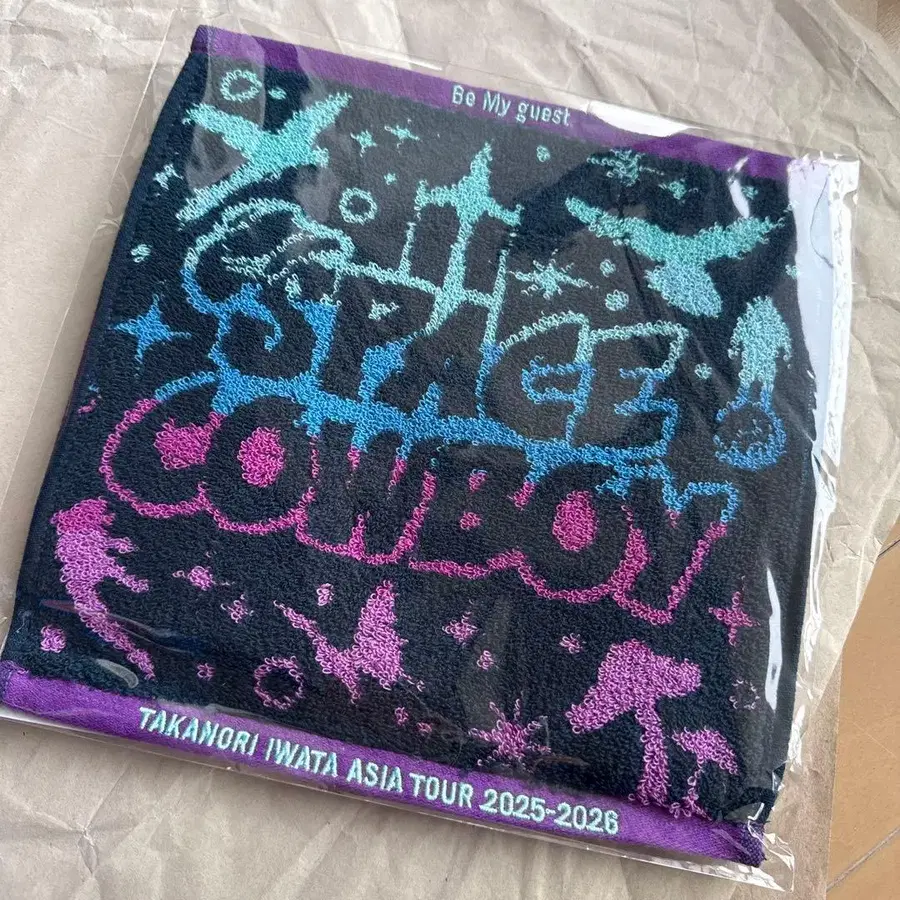 Be My guest
SPACE
COWBOY
TAKANORI IWATA ASIA TOUR 2025-2026